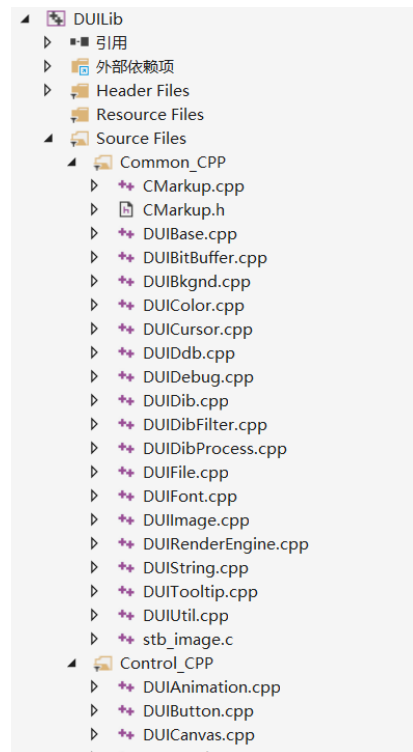 DUILib
引用
外部依赖项
Header Files
Resource Files
Source Files
Common_CPP
CMarkup.cpp
CMarkup.h
DUIBase.cpp
DUIBitBuffer.cpp
DUIBkgnd.cpp
DUIColor.cpp
DUICursor.cpp
DUIDdb.cpp
DUIDebug.cpp
DUIDib.cpp
DUIDibFilter.cpp
DUIDibProcess.cpp
DUIFile.cpp
DUIFont.cpp
DUIImage.cpp
DUIRenderEngine.cpp
DUIString.cpp
DUITooltip.cpp
DUIUtil.cpp
stb_image.c
Control_CPP
DUIAnimation.cpp
DUIButton.cpp
DUICanvas.cpp